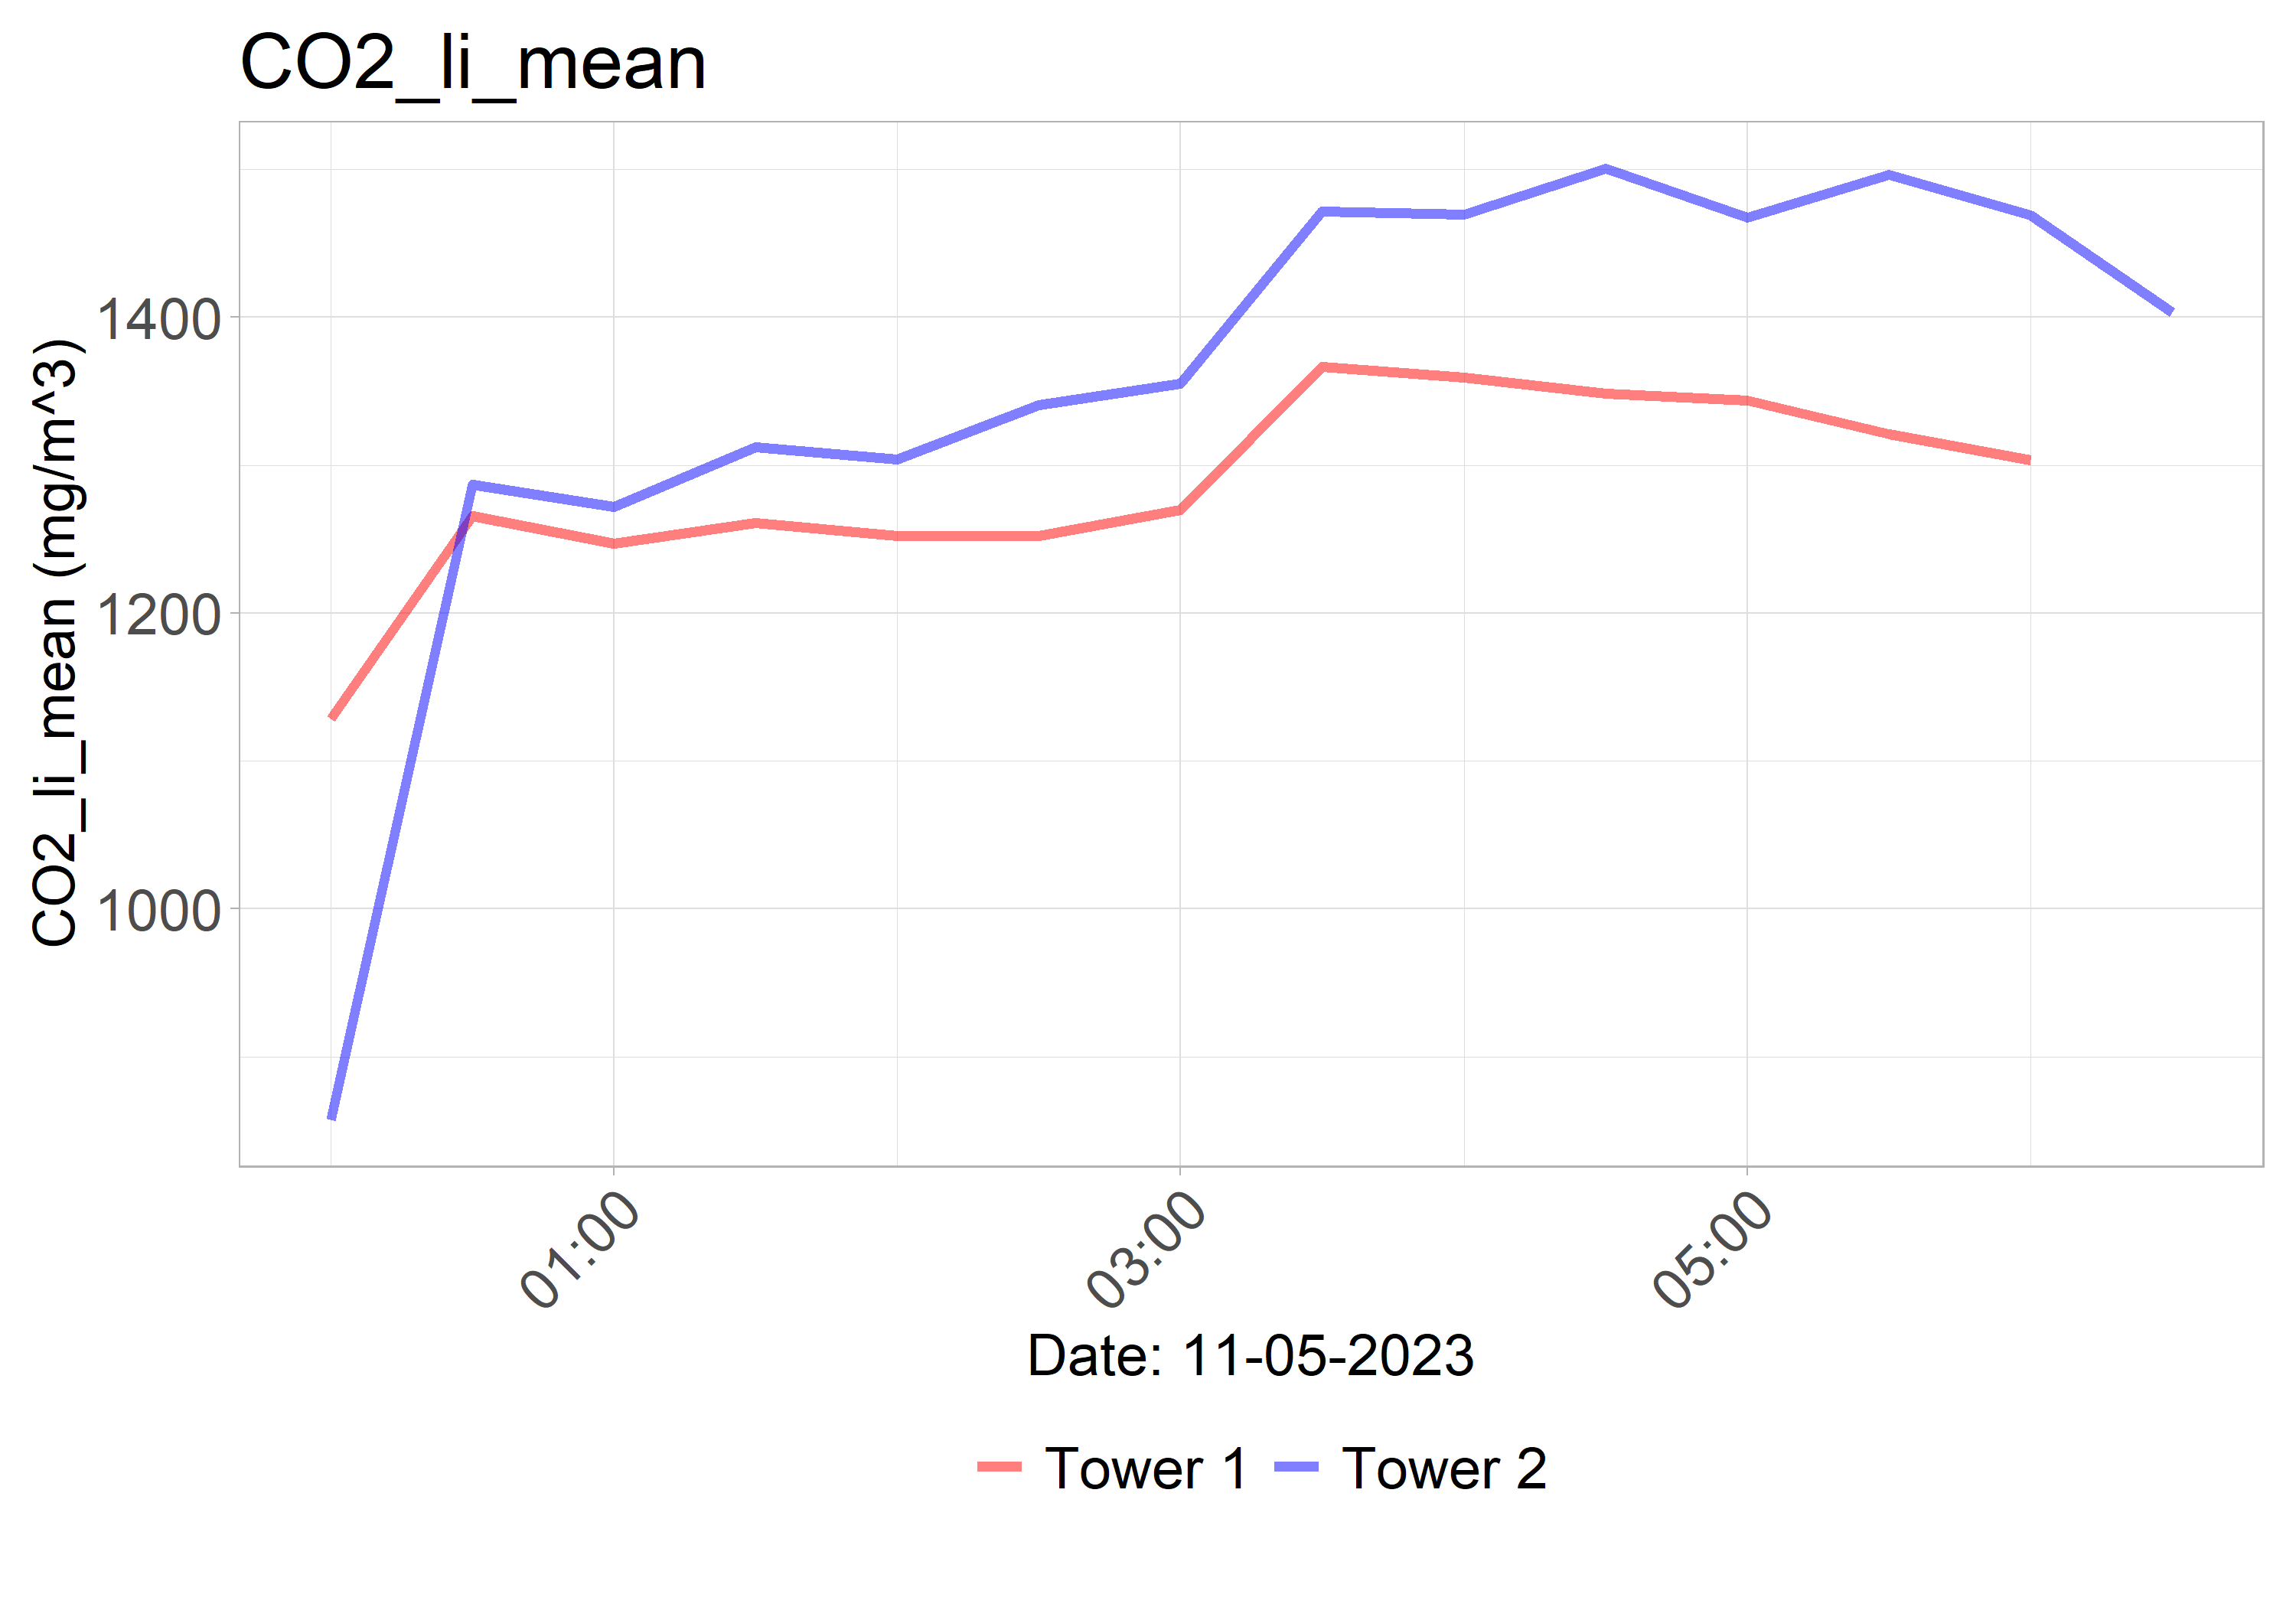 CO2_li_mean
CO2_li_mean (mg/m^3)
1400
1200
1000
01:00
03:00
05:00
Date: 11-05-2023
Tower 1
Tower 2